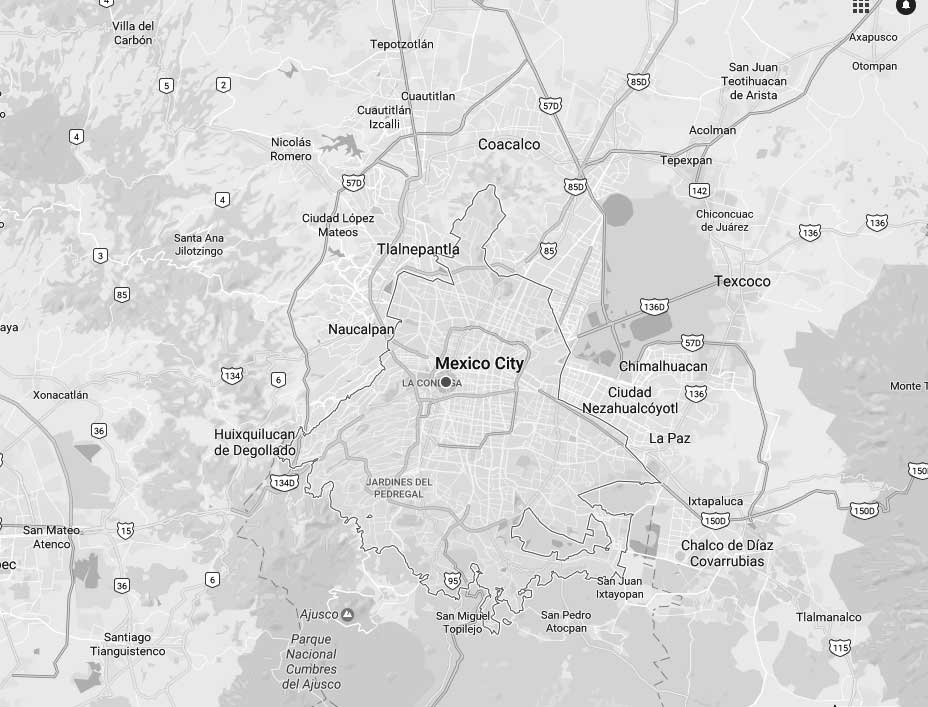 4
Villa del
Carbón
Tepotzotlán
Axapusco
Otompan
San Juan
Teotihuacan
de Arista
5
2
85D
57D
Cuautitlan
Cuautitlán
Izcalli
4
Nicolás
Romero
Coacalco
Acolman
Tepexpan
57D
85D
142
4
Ciudad López
Mateos
Chiconcuac
de Juárez
136
136
Santa Ana
Jilotzingo
3
Tlalnepantla
85
85
Texcoco
136D
Naucalpan
57D
Mexico City
Chimalhuacan
134
6
LA CONDESA
Monte T
Xonacatlán
Ciudad
Nezahualcóyotl
136
36
Huixquilucan
de Degollado
La Paz
150
134D
JARDINES DEL
PEDREGAL
Ixtapaluca
150D
150D
San Mateo
Atenco
15
Chalco de Díaz
Covarrubias
ec
36
6
95
San Juan
Ixtayopan
Ajusco
San Miguel
Topilejo
San Pedro
Atocpan
Tlalmanalco
Santiago
Tianguistenco
Parque
Nacional
Cumbres
del Ajusco
115